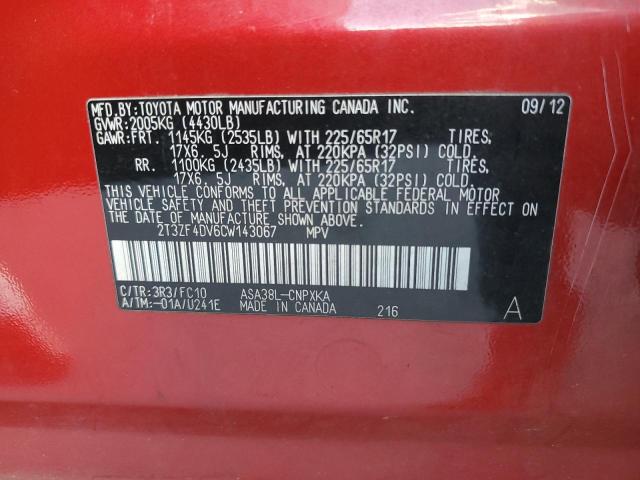 MFD.BY:TOYOTA MOTOR MANUFACTURING CANADA INC. 09/12
GVWR:2005KG (4430LB)
GAWR:FRT. 1145KG (2535LB) WITH 225/65R17 TIRES,
17X6.5J RIMS, AT 220KPA (32PSI) COLD.
RR. 1100KG (2435LB) WITH 225/65R17 TIRES,
17X6.5J RIMS, AT 220KPA (32PSI) COLD.
THIS VEHICLE CONFORMS TO ALL APPLICABLE FEDERAL MOTOR
VEHICLE SAFETY AND THEFT PREVENTION STANDARDS IN EFFECT
ON THE DATE OF MANUFACTURE SHOWN ABOVE.
2T3ZF4DV6CW143067 MPV
C/TR:3R3/FC10 ASA38L-CNPXKA
A/TM:-01A/U241E MADE IN CANADA 216 A